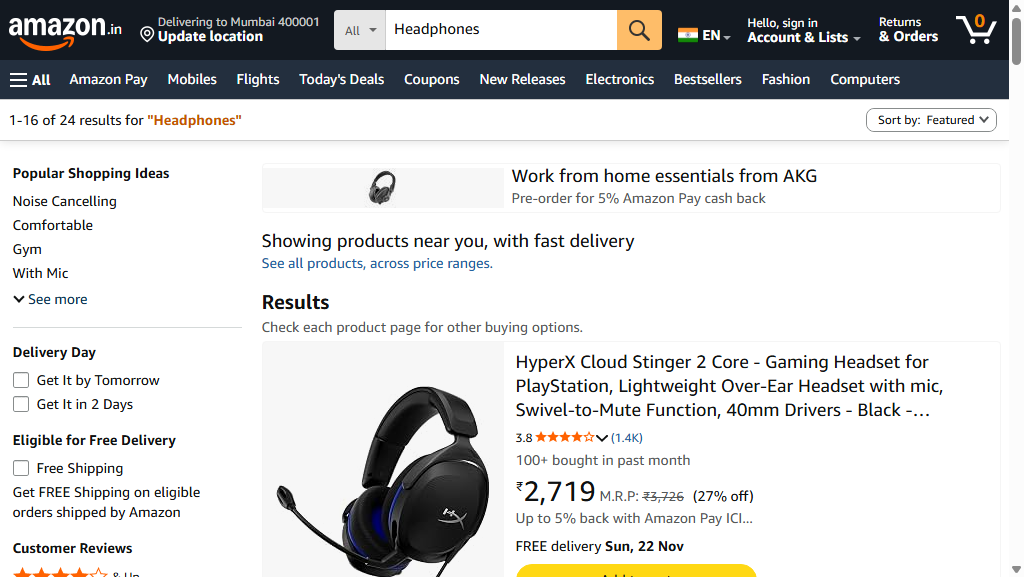 amazon.in
Delivering to Mumbai 400001
Update location
All
Headphones
EN
Hello, sign in
Account & Lists
Returns
& Orders
0
All
Amazon Pay
Mobiles
Flights
Today's Deals
Coupons
New Releases
Electronics
Bestsellers
Fashion
Computers
1-16 of 24 results for "Headphones"
Sort by: Featured
Popular Shopping Ideas
Noise Cancelling
Comfortable
Gym
With Mic
See more
Delivery Day
Get It by Tomorrow
Get It in 2 Days
Eligible for Free Delivery
Free Shipping
Get FREE Shipping on eligible
orders shipped by Amazon
Customer Reviews
& Up
Work from home essentials from AKG
Pre-order for 5% Amazon Pay cash back
Showing products near you, with fast delivery
See all products, across price ranges.
Results
Check each product page for other buying options.
HyperX Cloud Stinger 2 Core - Gaming Headset for
PlayStation, Lightweight Over-Ear Headset with mic,
Swivel-to-Mute Function, 40mm Drivers - Black -…
3.8 (1.4K)
100+ bought in past month
₹2,719 M.R.P: ₹3,726 (27% off)
Up to 5% back with Amazon Pay ICI…
FREE delivery Sun, 22 Nov